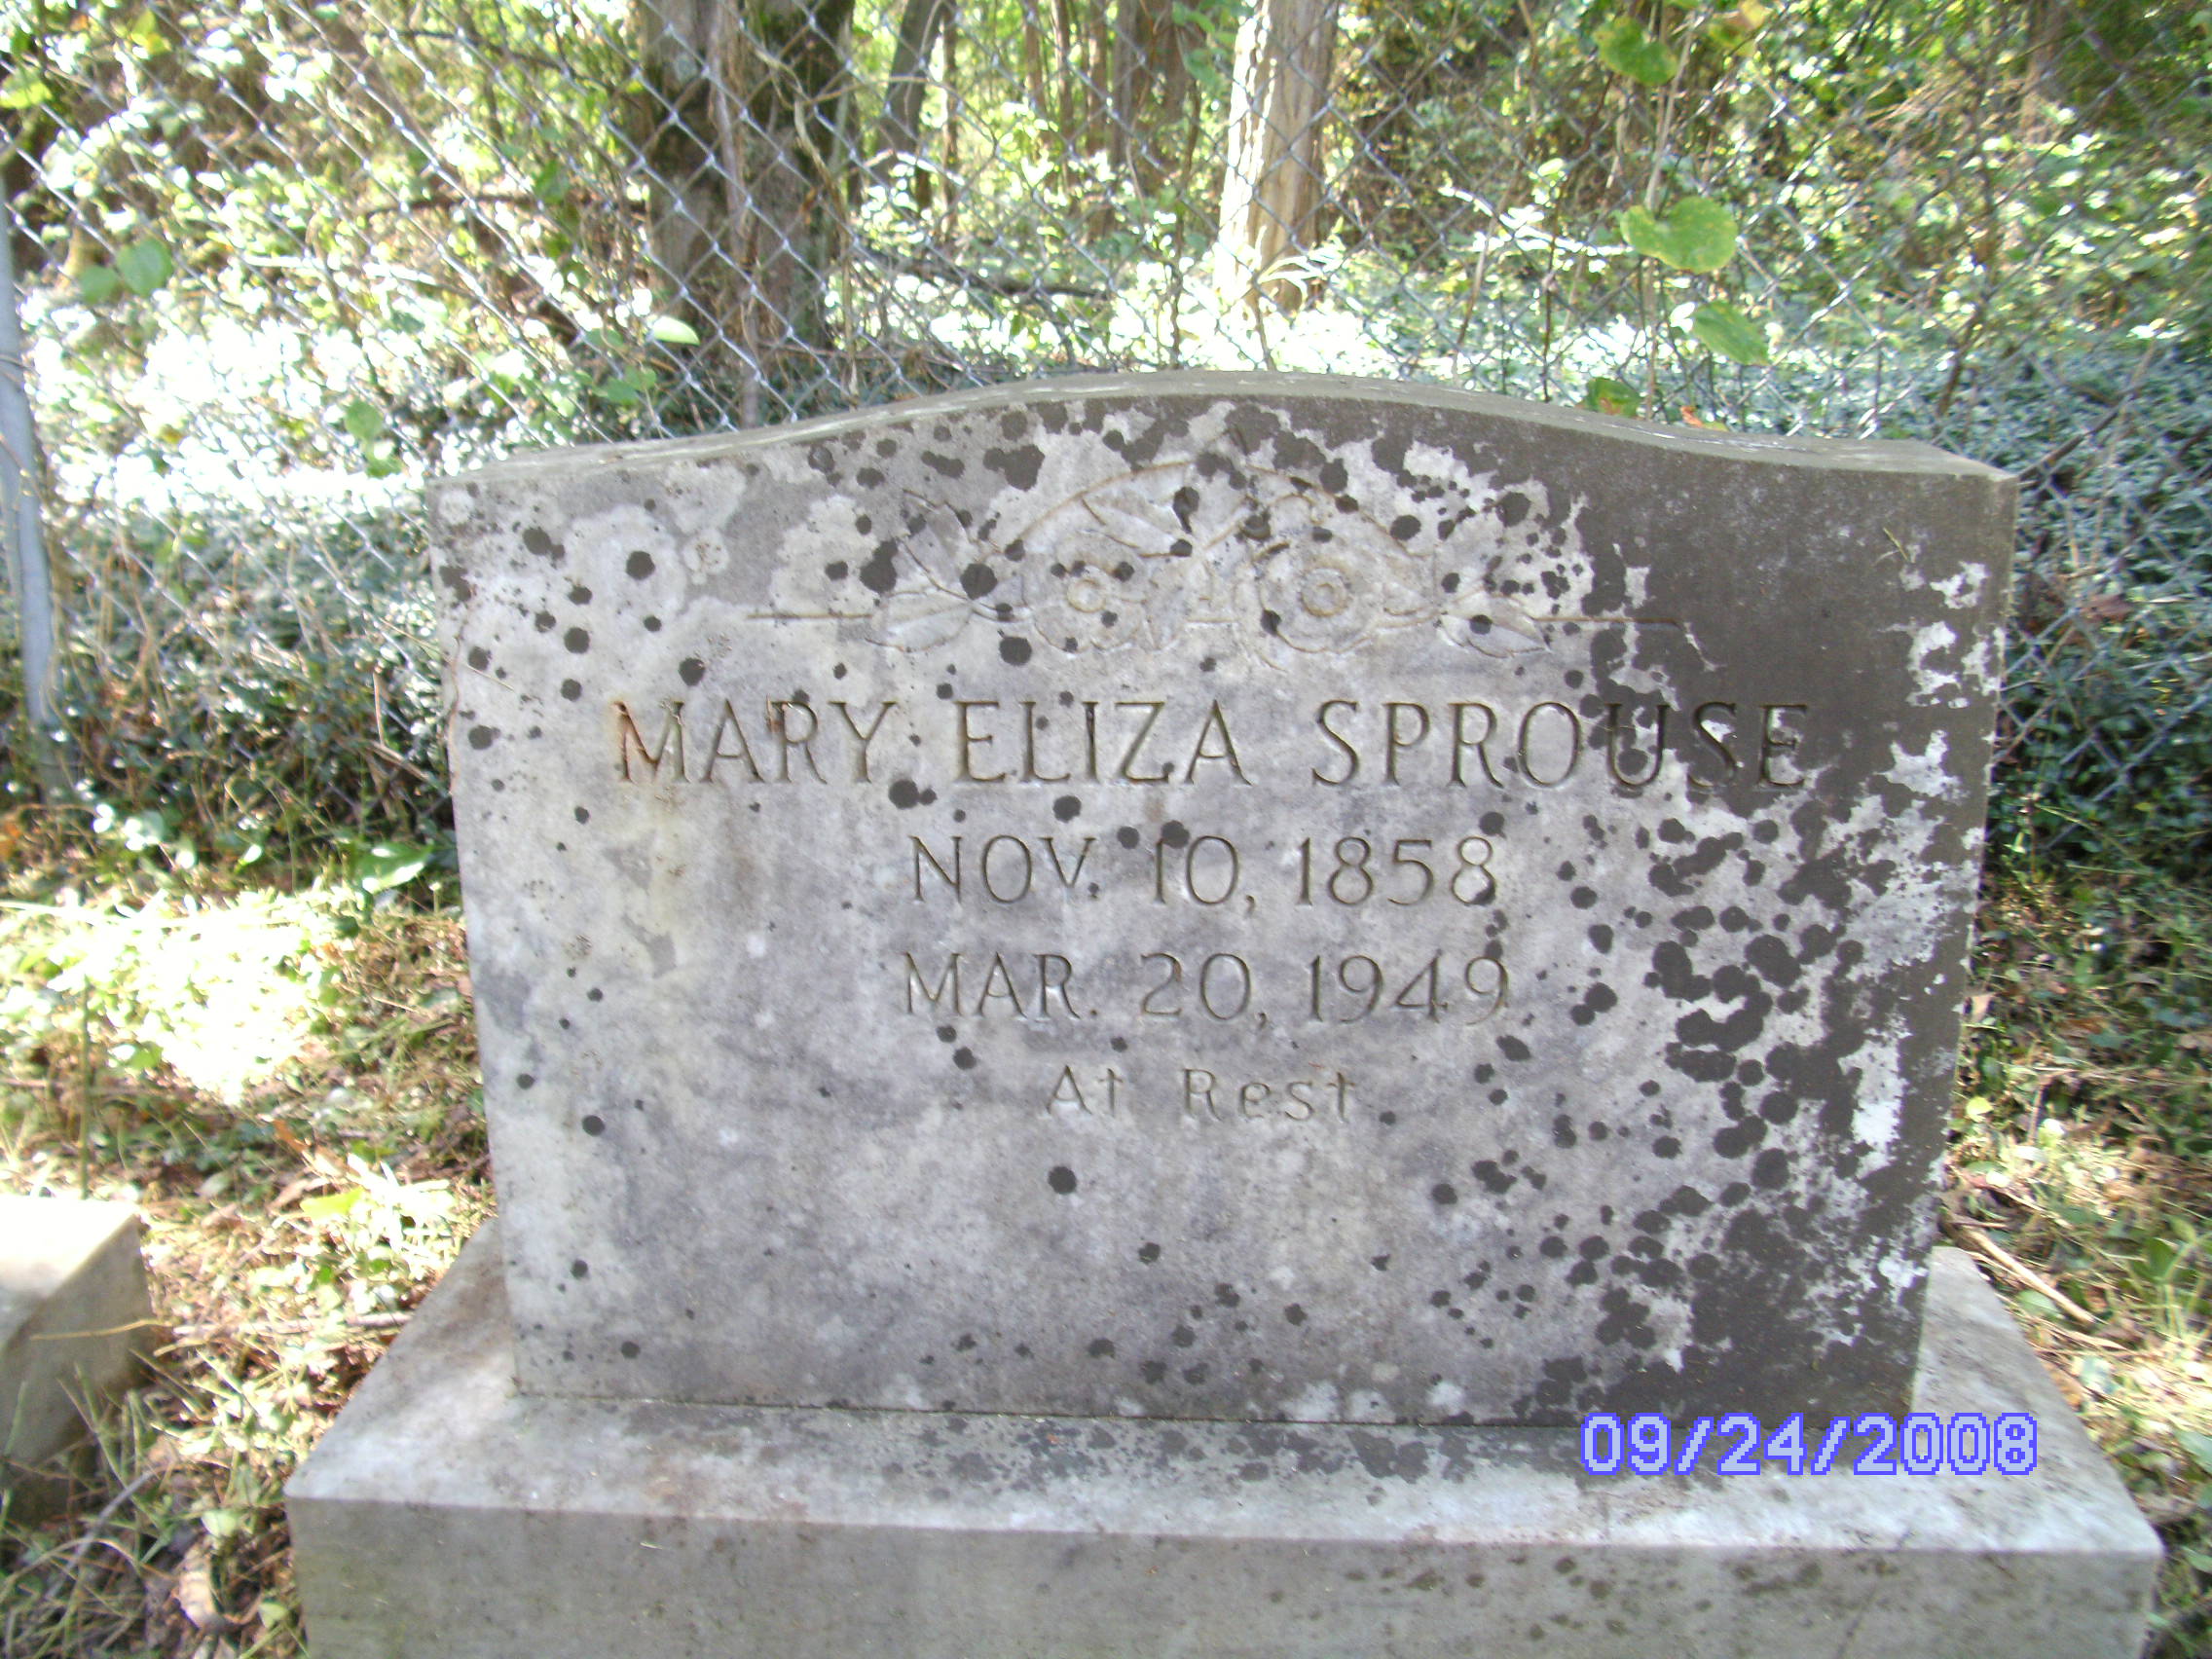 MARY ELIZA SPROUSE
NOV. 10, 1858
MAR. 20, 1949
At Rest
09/24/2008